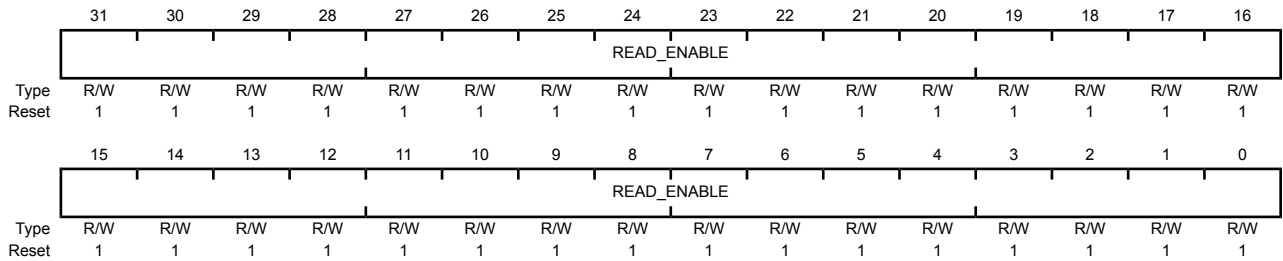 31 30 29 28 27 26 25 24 23 22 21 20 19 18 17 16
READ_ENABLE
Type R/W R/W R/W R/W R/W R/W R/W R/W R/W R/W R/W R/W R/W R/W R/W R/W
Reset 1 1 1 1 1 1 1 1 1 1 1 1 1 1 1 1
15 14 13 12 11 10 9 8 7 6 5 4 3 2 1 0
READ_ENABLE
Type R/W R/W R/W R/W R/W R/W R/W R/W R/W R/W R/W R/W R/W R/W R/W R/W
Reset 1 1 1 1 1 1 1 1 1 1 1 1 1 1 1 1